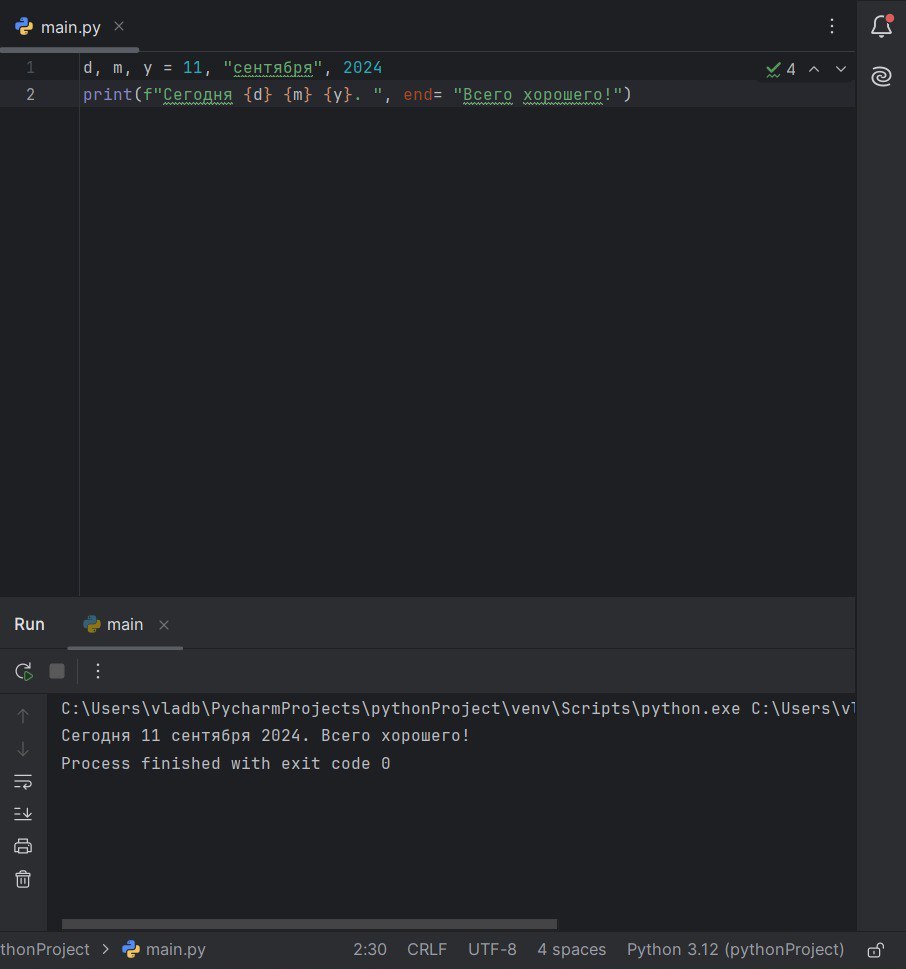 main.py
1 d, m, y = 11, "сентября", 2024
4
2 print(f"Сегодня {d} {m} {y}. ", end= "Всего хорошего!")
Run main
C:\Users\vladb\PycharmProjects\pythonProject\venv\Scripts\python.exe C:\Users\vl
Сегодня 11 сентября 2024. Всего хорошего!
Process finished with exit code 0
thonProject > main.py 2:30 CRLF UTF-8 4 spaces Python 3.12 (pythonProject)